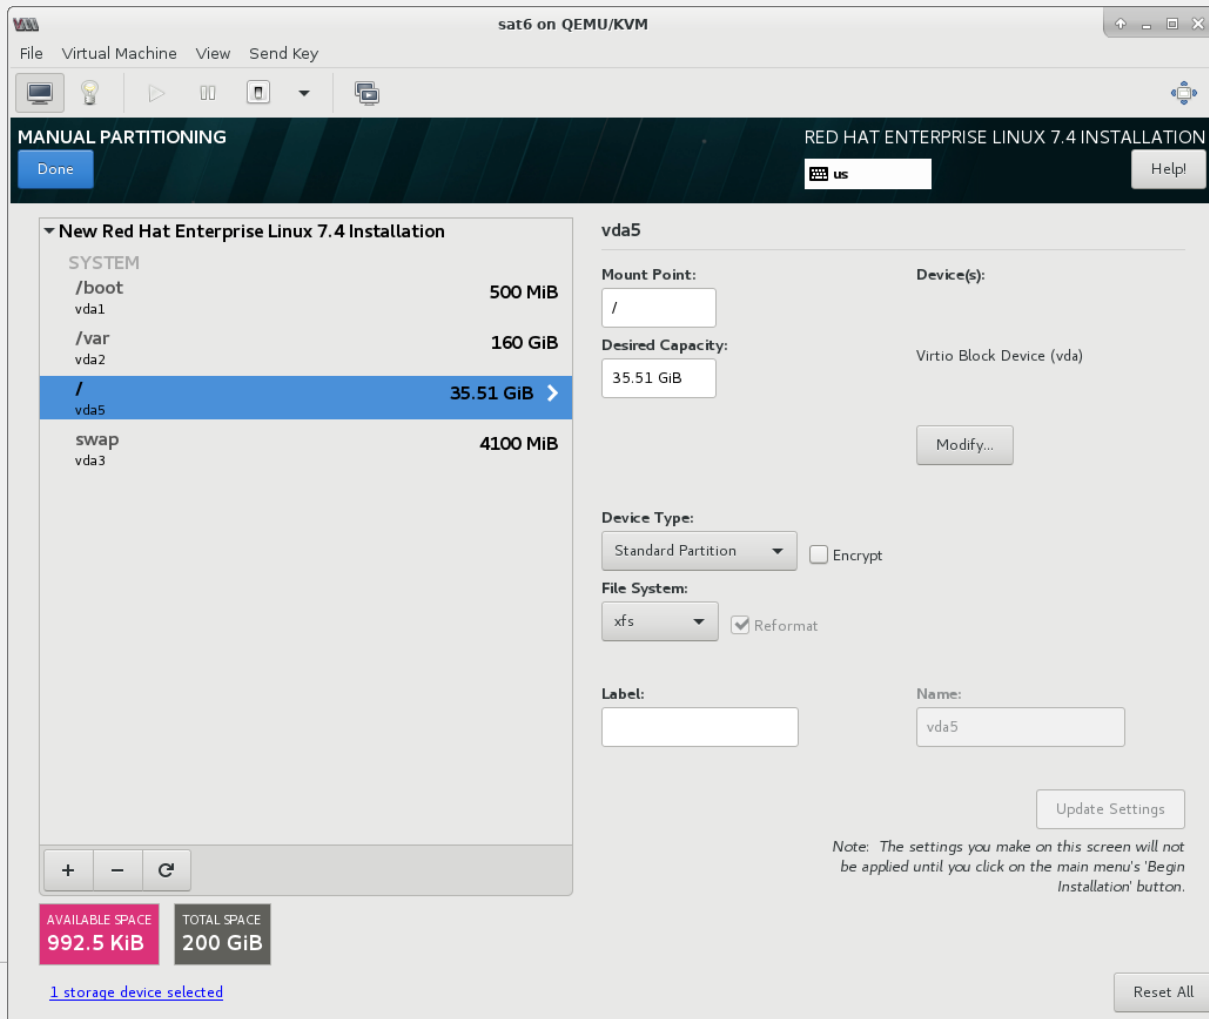 sat6 on QEMU/KVM
File Virtual Machine View Send Key
MANUAL PARTITIONING
RED HAT ENTERPRISE LINUX 7.4 INSTALLATION
Done
us
Help!
New Red Hat Enterprise Linux 7.4 Installation
SYSTEM
/boot
500 MiB
vda1
/var
160 GiB
vda2
/
35.51 GiB
vda5
swap
4100 MiB
vda3
vda5
Mount Point:
Device(s):
/
Desired Capacity:
Virtio Block Device (vda)
35.51 GiB
Modify...
Device Type:
Standard Partition
Encrypt
File System:
xfs
Reformat
Label:
Name:
vda5
Update Settings
Note: The settings you make on this screen will not
be applied until you click on the main menu's 'Begin
Installation' button.
AVAILABLE SPACE
992.5 KiB
TOTAL SPACE
200 GiB
1 storage device selected
Reset All